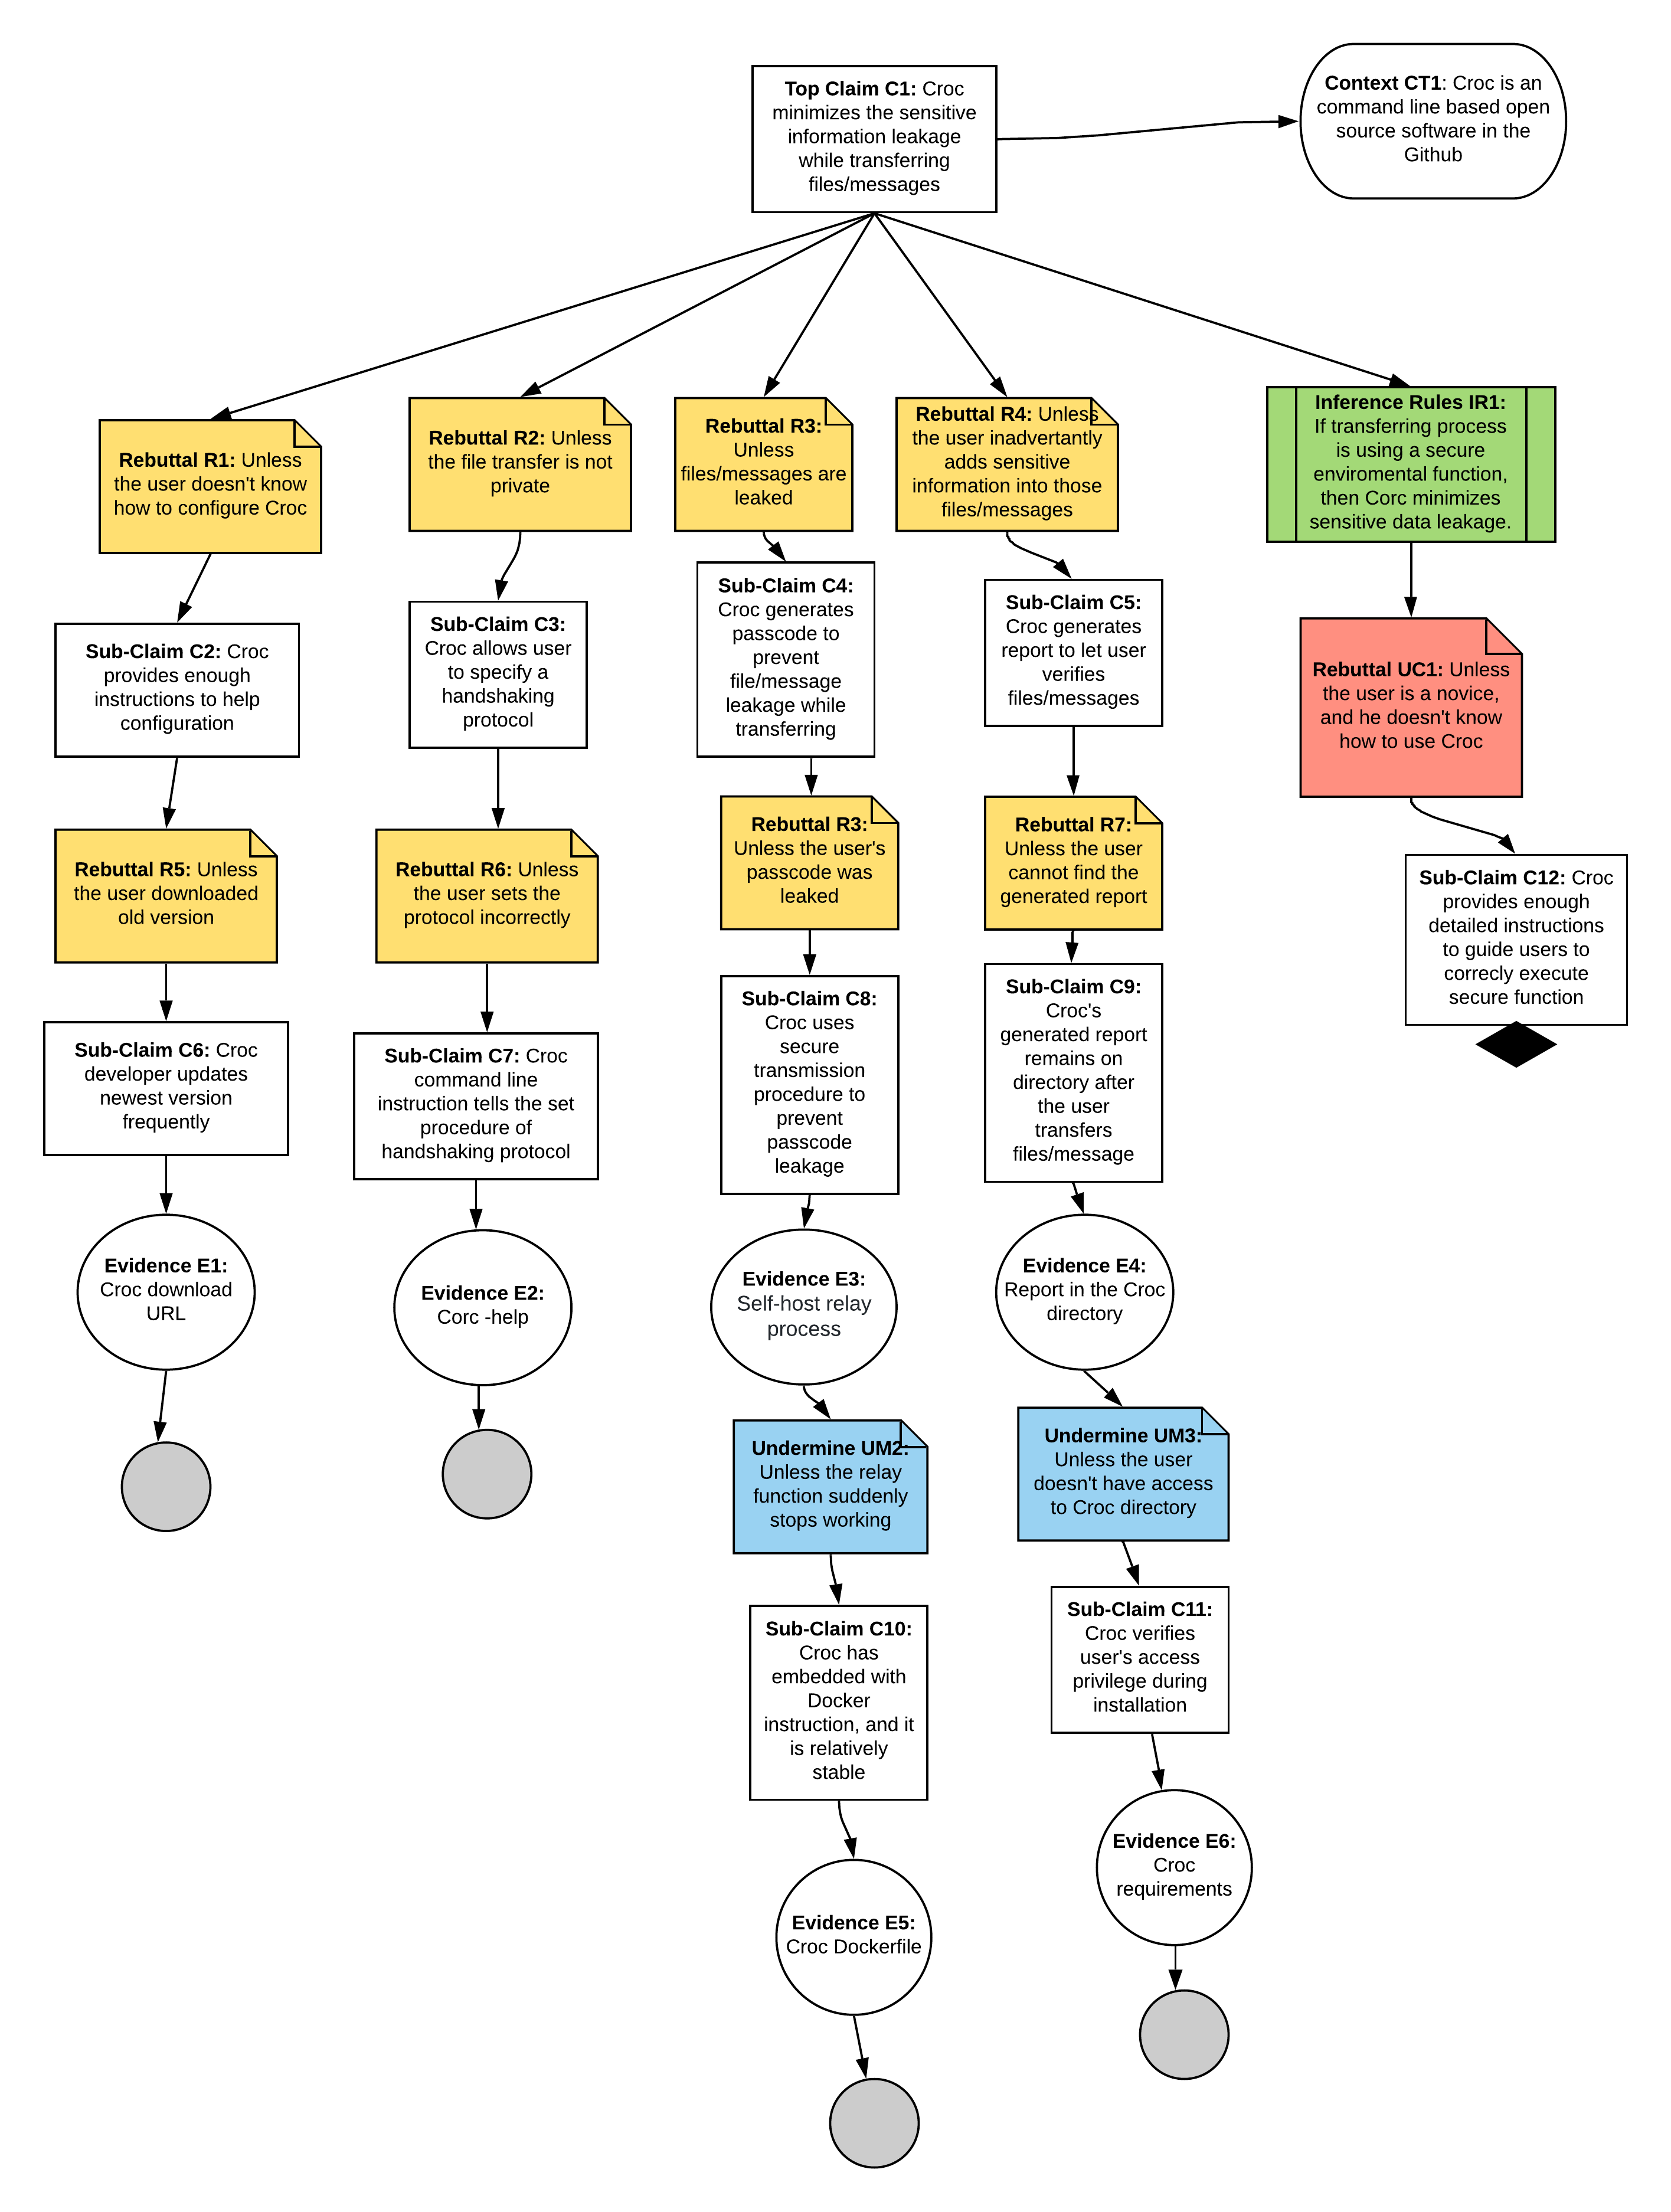 Top Claim C1: Croc
minimizes the sensitive
information leakage
while transferring
files/messages
Context CT1: Croc is an
command line based open
source software in the
Github
Rebuttal R1: Unless
the user doesn't know
how to configure Croc
Rebuttal R2: Unless
the file transfer is not
private
Rebuttal R3:
Unless
files/messages are
leaked
Rebuttal R4: Unless
the user inadvertantly
adds sensitive
information into those
files/messages
Inference Rules IR1:
If transferring process
is using a secure
enviromental function,
then Corc minimizes
sensitive data leakage.
Sub-Claim C2: Croc
provides enough
instructions to help
configuration
Sub-Claim C3:
Croc allows user
to specify a
handshaking
protocol
Sub-Claim C4:
Croc generates
passcode to
prevent
file/message
leakage while
transferring
Sub-Claim C5:
Croc generates
report to let user
verifies
files/messages
Rebuttal UC1: Unless
the user is a novice,
and he doesn't know
how to use Croc
Rebuttal R5: Unless
the user downloaded
old version
Rebuttal R6: Unless
the user sets the
protocol incorrectly
Rebuttal R3:
Unless the user's
passcode was
leaked
Rebuttal R7:
Unless the user
cannot find the
generated report
Sub-Claim C12: Croc
provides enough
detailed instructions
to guide users to
correcly execute
secure function
Sub-Claim C6: Croc
developer updates
newest version
frequently
Sub-Claim C7: Croc
command line
instruction tells the set
procedure of
handshaking protocol
Sub-Claim C8:
Croc uses
secure
transmission
procedure to
prevent
passcode
leakage
Sub-Claim C9:
Croc's
generated report
remains on
directory after
the user
transfers
files/message
Evidence E1:
Croc download
URL
Evidence E2:
Corc -help
Evidence E3:
Self-host relay
process
Evidence E4:
Report in the Croc
directory
Undermine UM2:
Unless the relay
function suddenly
stops working
Undermine UM3:
Unless the user
doesn't have access
to Croc directory
Sub-Claim C10:
Croc has
embedded with
Docker
instruction, and it
is relatively
stable
Sub-Claim C11:
Croc verifies
user's access
privilege during
installation
Evidence E5:
Croc Dockerfile
Evidence E6:
Croc
requirements